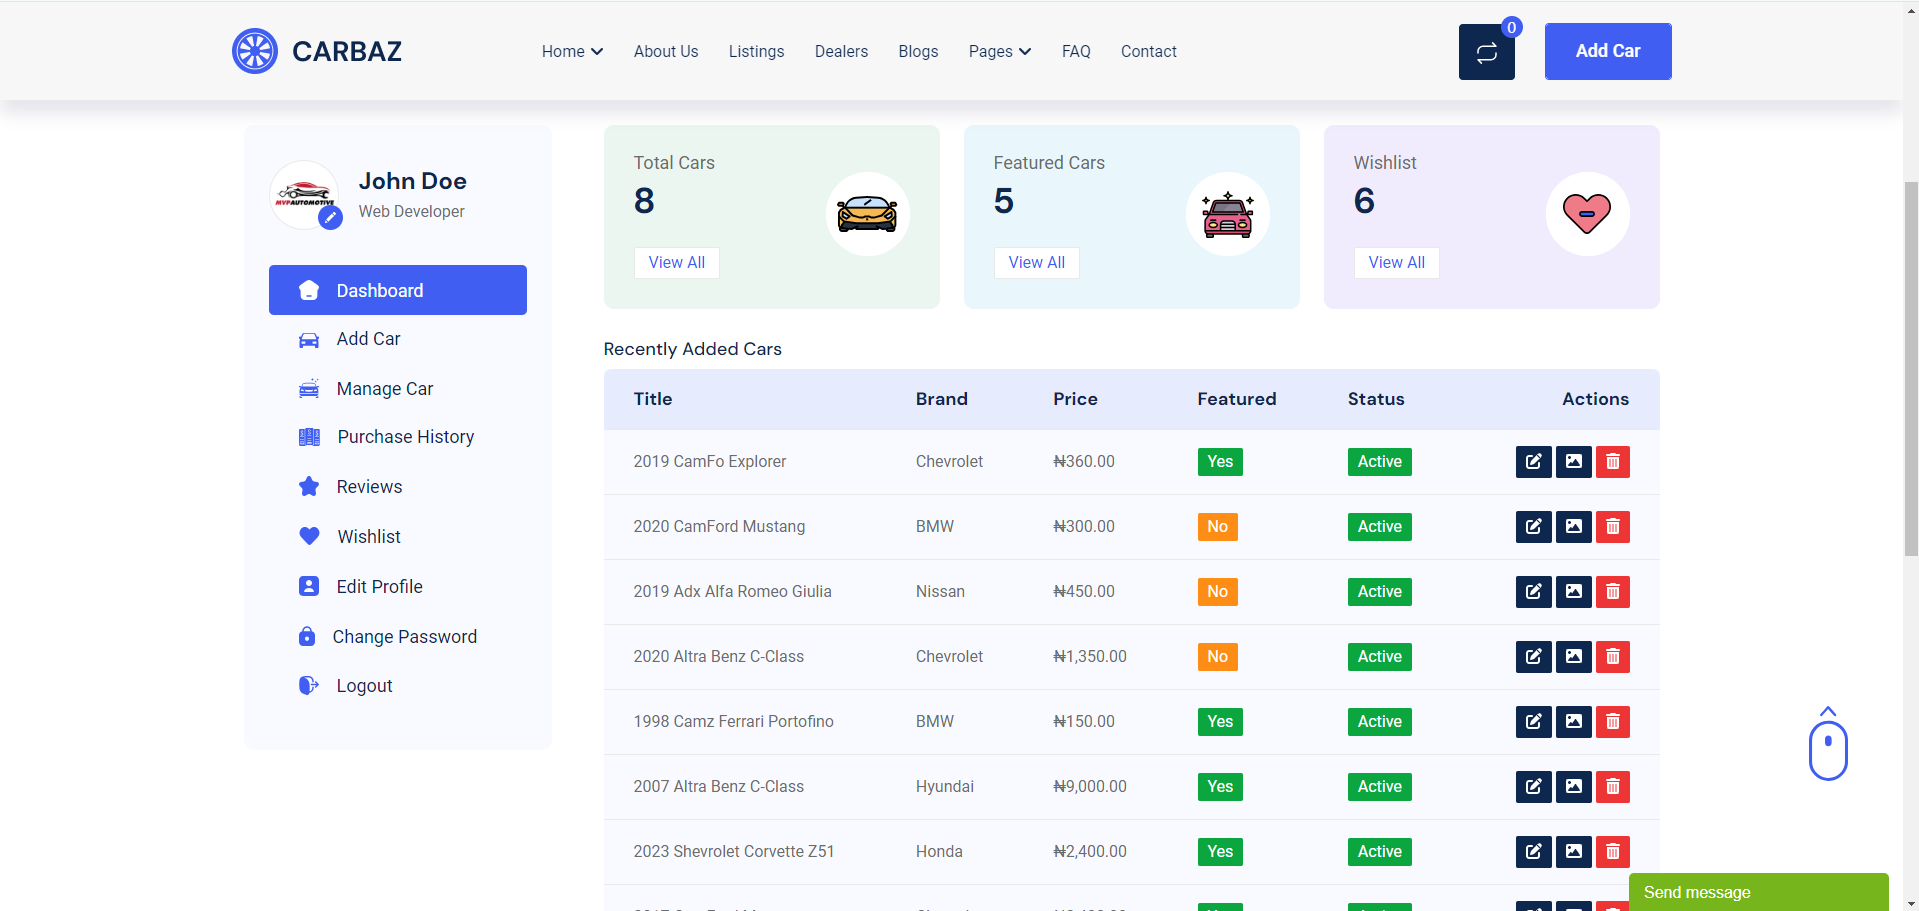 CARBAZ
Home About Us Listings Dealers Blogs Pages FAQ Contact
0
Add Car
MVP AUTOMOTIVE
John Doe
Web Developer
Dashboard
Add Car
Manage Car
Purchase History
Reviews
Wishlist
Edit Profile
Change Password
Logout
Total Cars
8
View All
Featured Cars
5
View All
Wishlist
6
View All
Recently Added Cars
Title Brand Price Featured Status Actions
2019 CamFo Explorer Chevrolet ₦360.00 Yes Active
2020 CamFord Mustang BMW ₦300.00 No Active
2019 Adx Alfa Romeo Giulia Nissan ₦450.00 No Active
2020 Altra Benz C-Class Chevrolet ₦1,350.00 No Active
1998 Camz Ferrari Portofino BMW ₦150.00 Yes Active
2007 Altra Benz C-Class Hyundai ₦9,000.00 Yes Active
2023 Shevrolet Corvette Z51 Honda ₦2,400.00 Yes Active
Send message